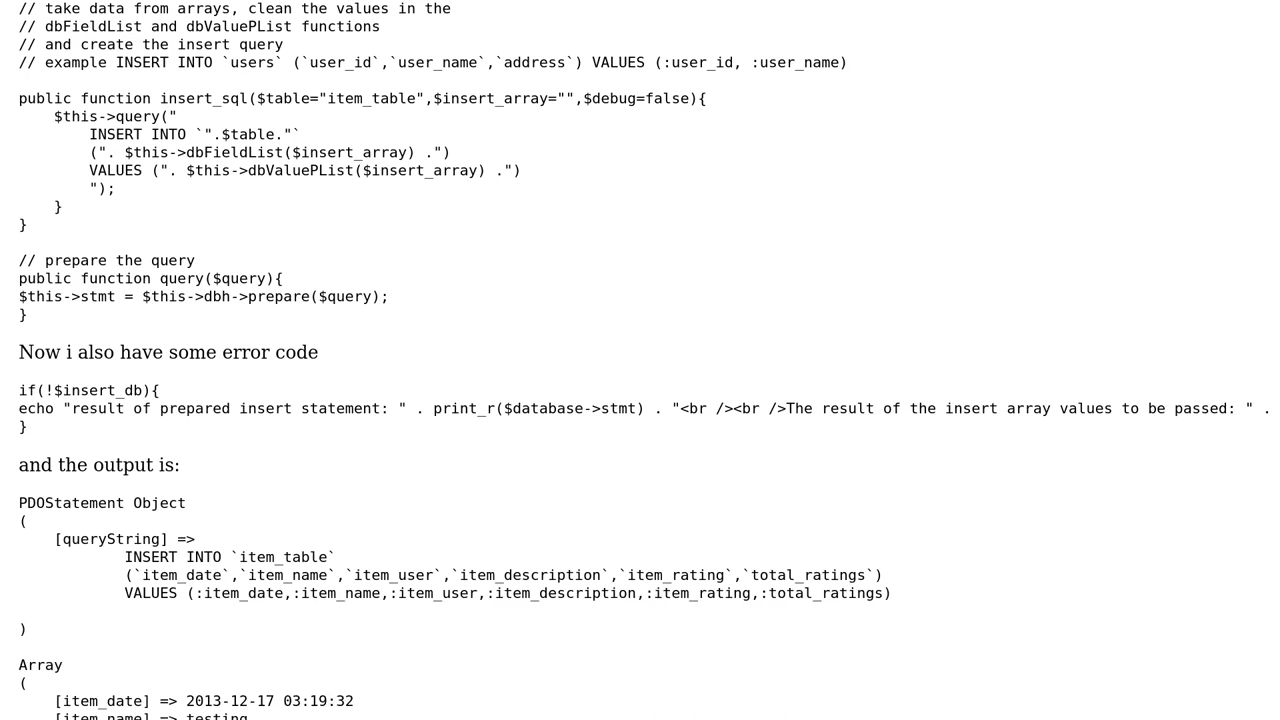 // take data from arrays, clean the values in the
// dbFieldList and dbValuePList functions
// and create the insert query
// example INSERT INTO `users` (`user_id`,`user_name`,`address`) VALUES (:user_id, :user_name)

public function insert_sql($table="item_table",$insert_array="",$debug=false){
    $this->query("
        INSERT INTO `".$table."`
        (". $this->dbFieldList($insert_array) .")
        VALUES (". $this->dbValuePList($insert_array) .")
        ");
    }
}

// prepare the query
public function query($query){
$this->stmt = $this->dbh->prepare($query);
}

Now i also have some error code

if(!$insert_db){
echo "result of prepared insert statement: " . print_r($database->stmt) . "<br /><br />The result of the insert array values to be passed: " .
}

and the output is:

PDOStatement Object
(
    [queryString] =>
            INSERT INTO `item_table`
            (`item_date`,`item_name`,`item_user`,`item_description`,`item_rating`,`total_ratings`)
            VALUES (:item_date,:item_name,:item_user,:item_description,:item_rating,:total_ratings)

)

Array
(
    [item_date] => 2013-12-17 03:19:32
    [item_name] => testing